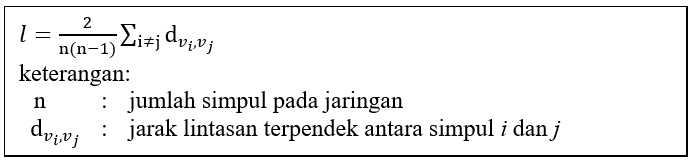 l = 2/n(n−1) ∑i≠j dvi,vj
keterangan:
n : jumlah simpul pada jaringan
dvi,vj : jarak lintasan terpendek antara simpul i dan j